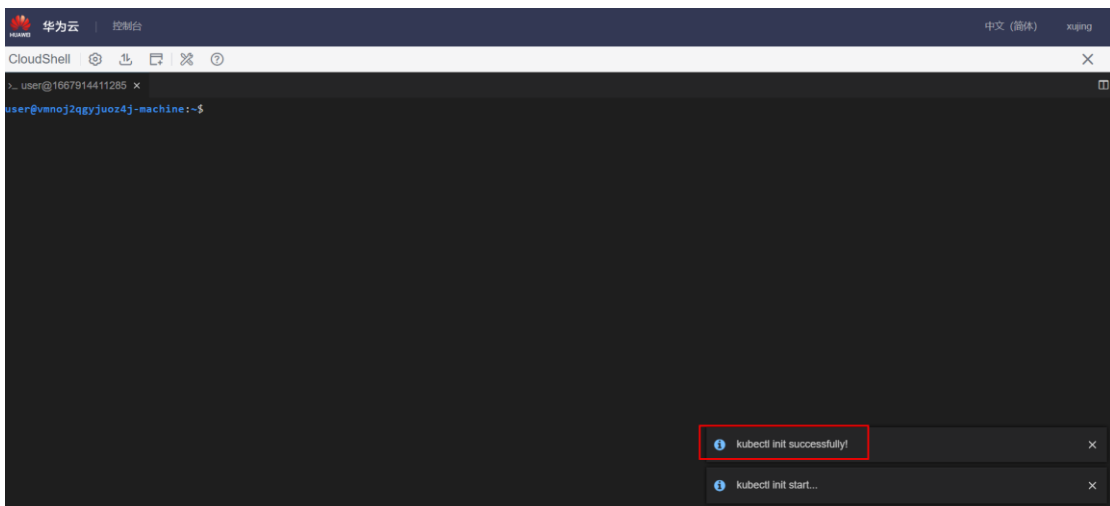 HUAWEI 华为云 | 控制台 中文 (简体) xujing
CloudShell
>_ user@1667914411285 ×
user@vmnoj2qgyjuoz4j-machine:~$
kubectl init successfully!
kubectl init start...